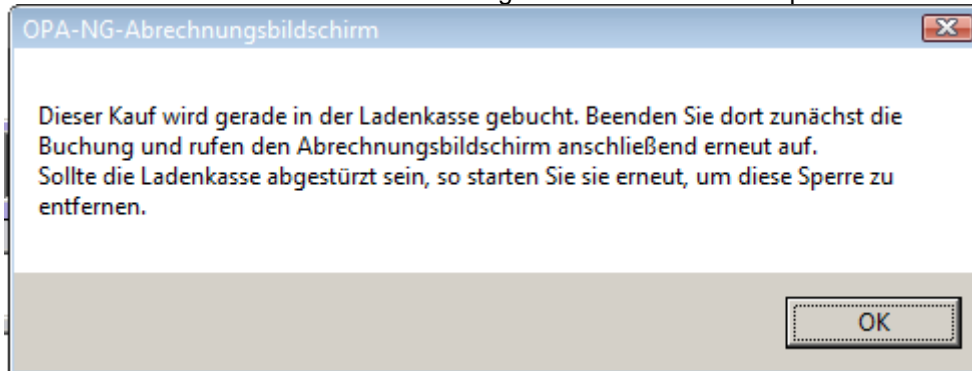 OPA-NG-Abrechnungsbildschirm
Dieser Kauf wird gerade in der Ladenkasse gebucht. Beenden Sie dort zunächst die
Buchung und rufen den Abrechnungsbildschirm anschließend erneut auf.
Sollte die Ladenkasse abgestürzt sein, so starten Sie sie erneut, um diese Sperre zu
entfernen.
OK